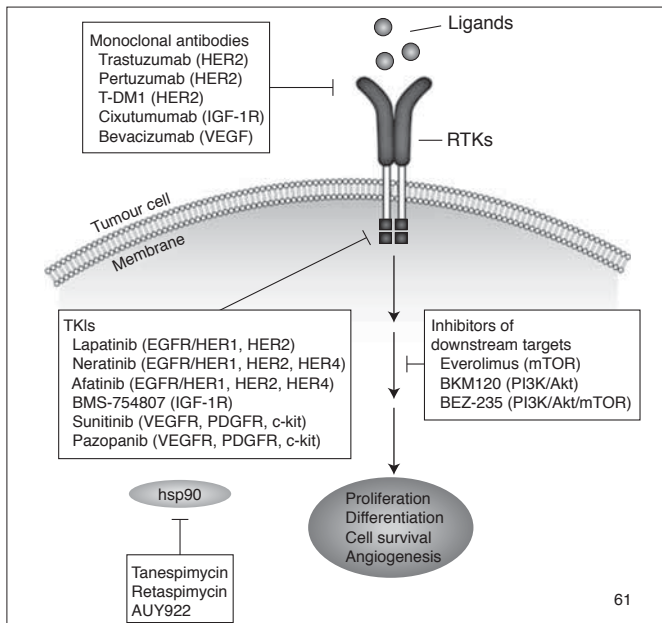 Ligands
Monoclonal antibodies
Trastuzumab (HER2)
Pertuzumab (HER2)
T-DM1 (HER2)
Cixutumumab (IGF-1R)
Bevacizumab (VEGF)
RTKs
Tumour cell
Membrane
TKIs
Lapatinib (EGFR/HER1, HER2)
Neratinib (EGFR/HER1, HER2, HER4)
Afatinib (EGFR/HER1, HER2, HER4)
BMS-754807 (IGF-1R)
Sunitinib (VEGFR, PDGFR, c-kit)
Pazopanib (VEGFR, PDGFR, c-kit)
Inhibitors of
downstream targets
Everolimus (mTOR)
BKM120 (PI3K/Akt)
BEZ-235 (PI3K/Akt/mTOR)
hsp90
Proliferation
Differentiation
Cell survival
Angiogenesis
Tanespimycin
Retaspimycin
AUY922
61